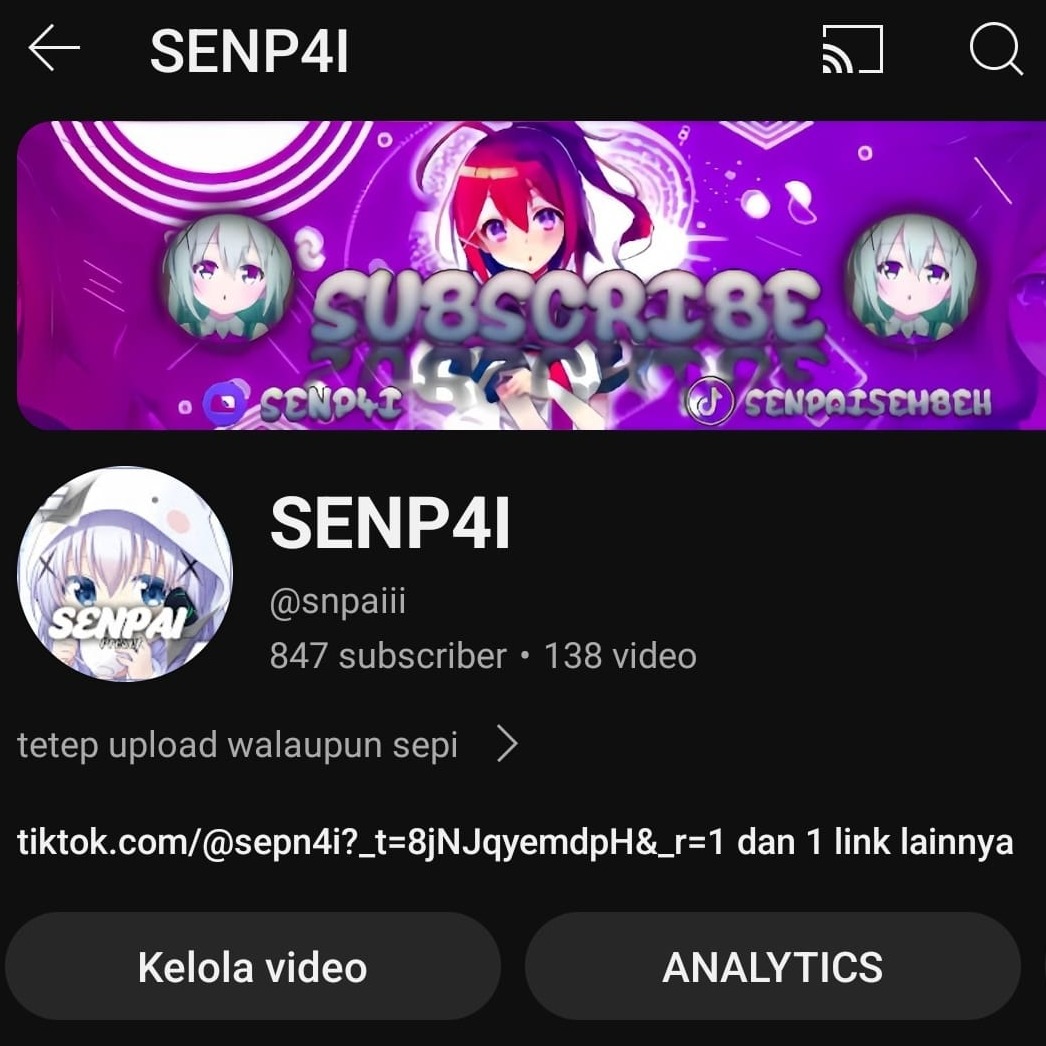 SENP4I
SUBSCRIBE
SENP4I
SENPAISEHBEH
SENPAI
SENP4I
@snpaiii
847 subscriber • 138 video
tetep upload walaupun sepi
tiktok.com/@sepn4i?_t=8jNJqyemdpH&_r=1 dan 1 link lainnya
Kelola video
ANALYTICS